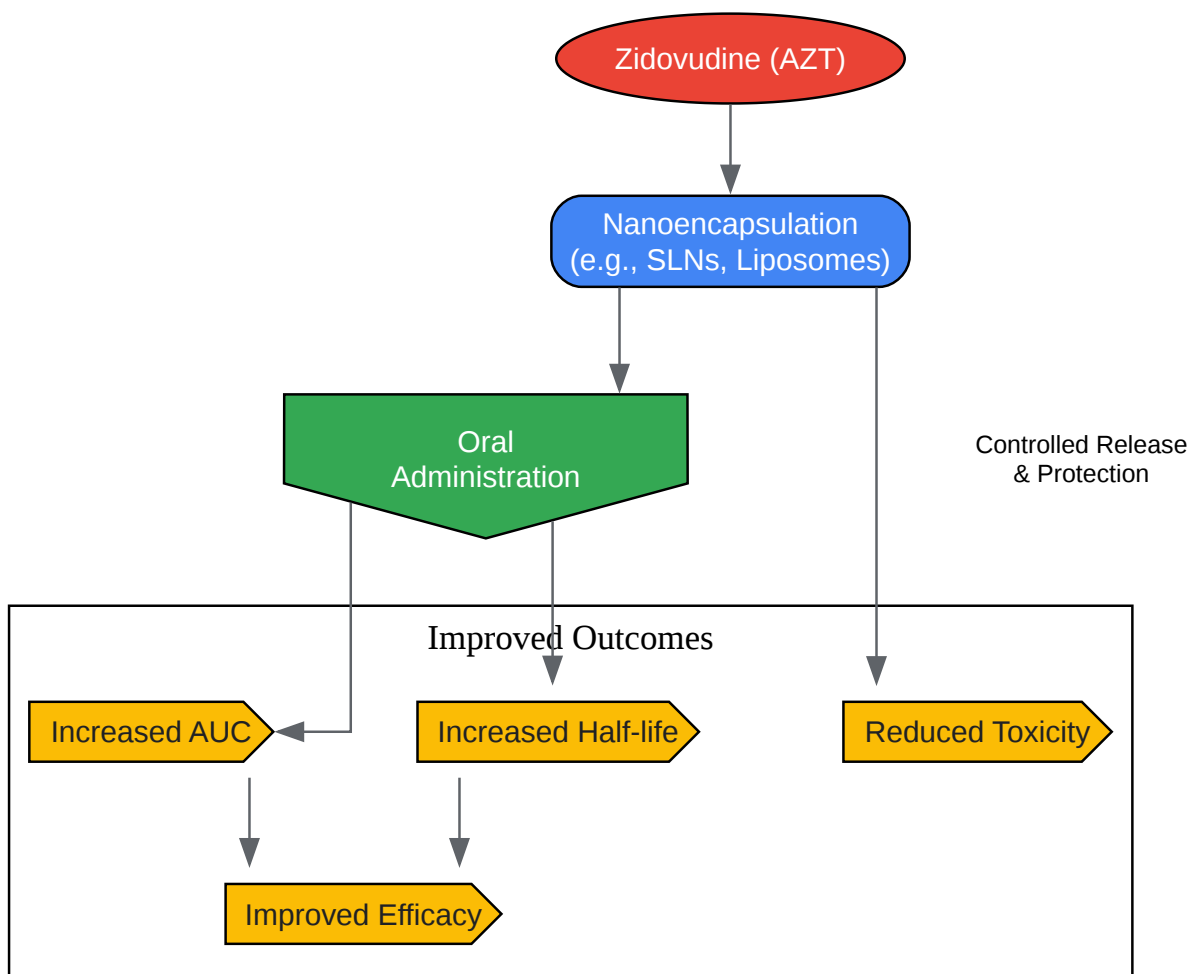 Zidovudine (AZT)
Nanoencapsulation
(e.g., SLNs, Liposomes)
Oral
Administration
Controlled Release
& Protection
Improved Outcomes
Increased AUC
Increased Half-life
Reduced Toxicity
Improved Efficacy